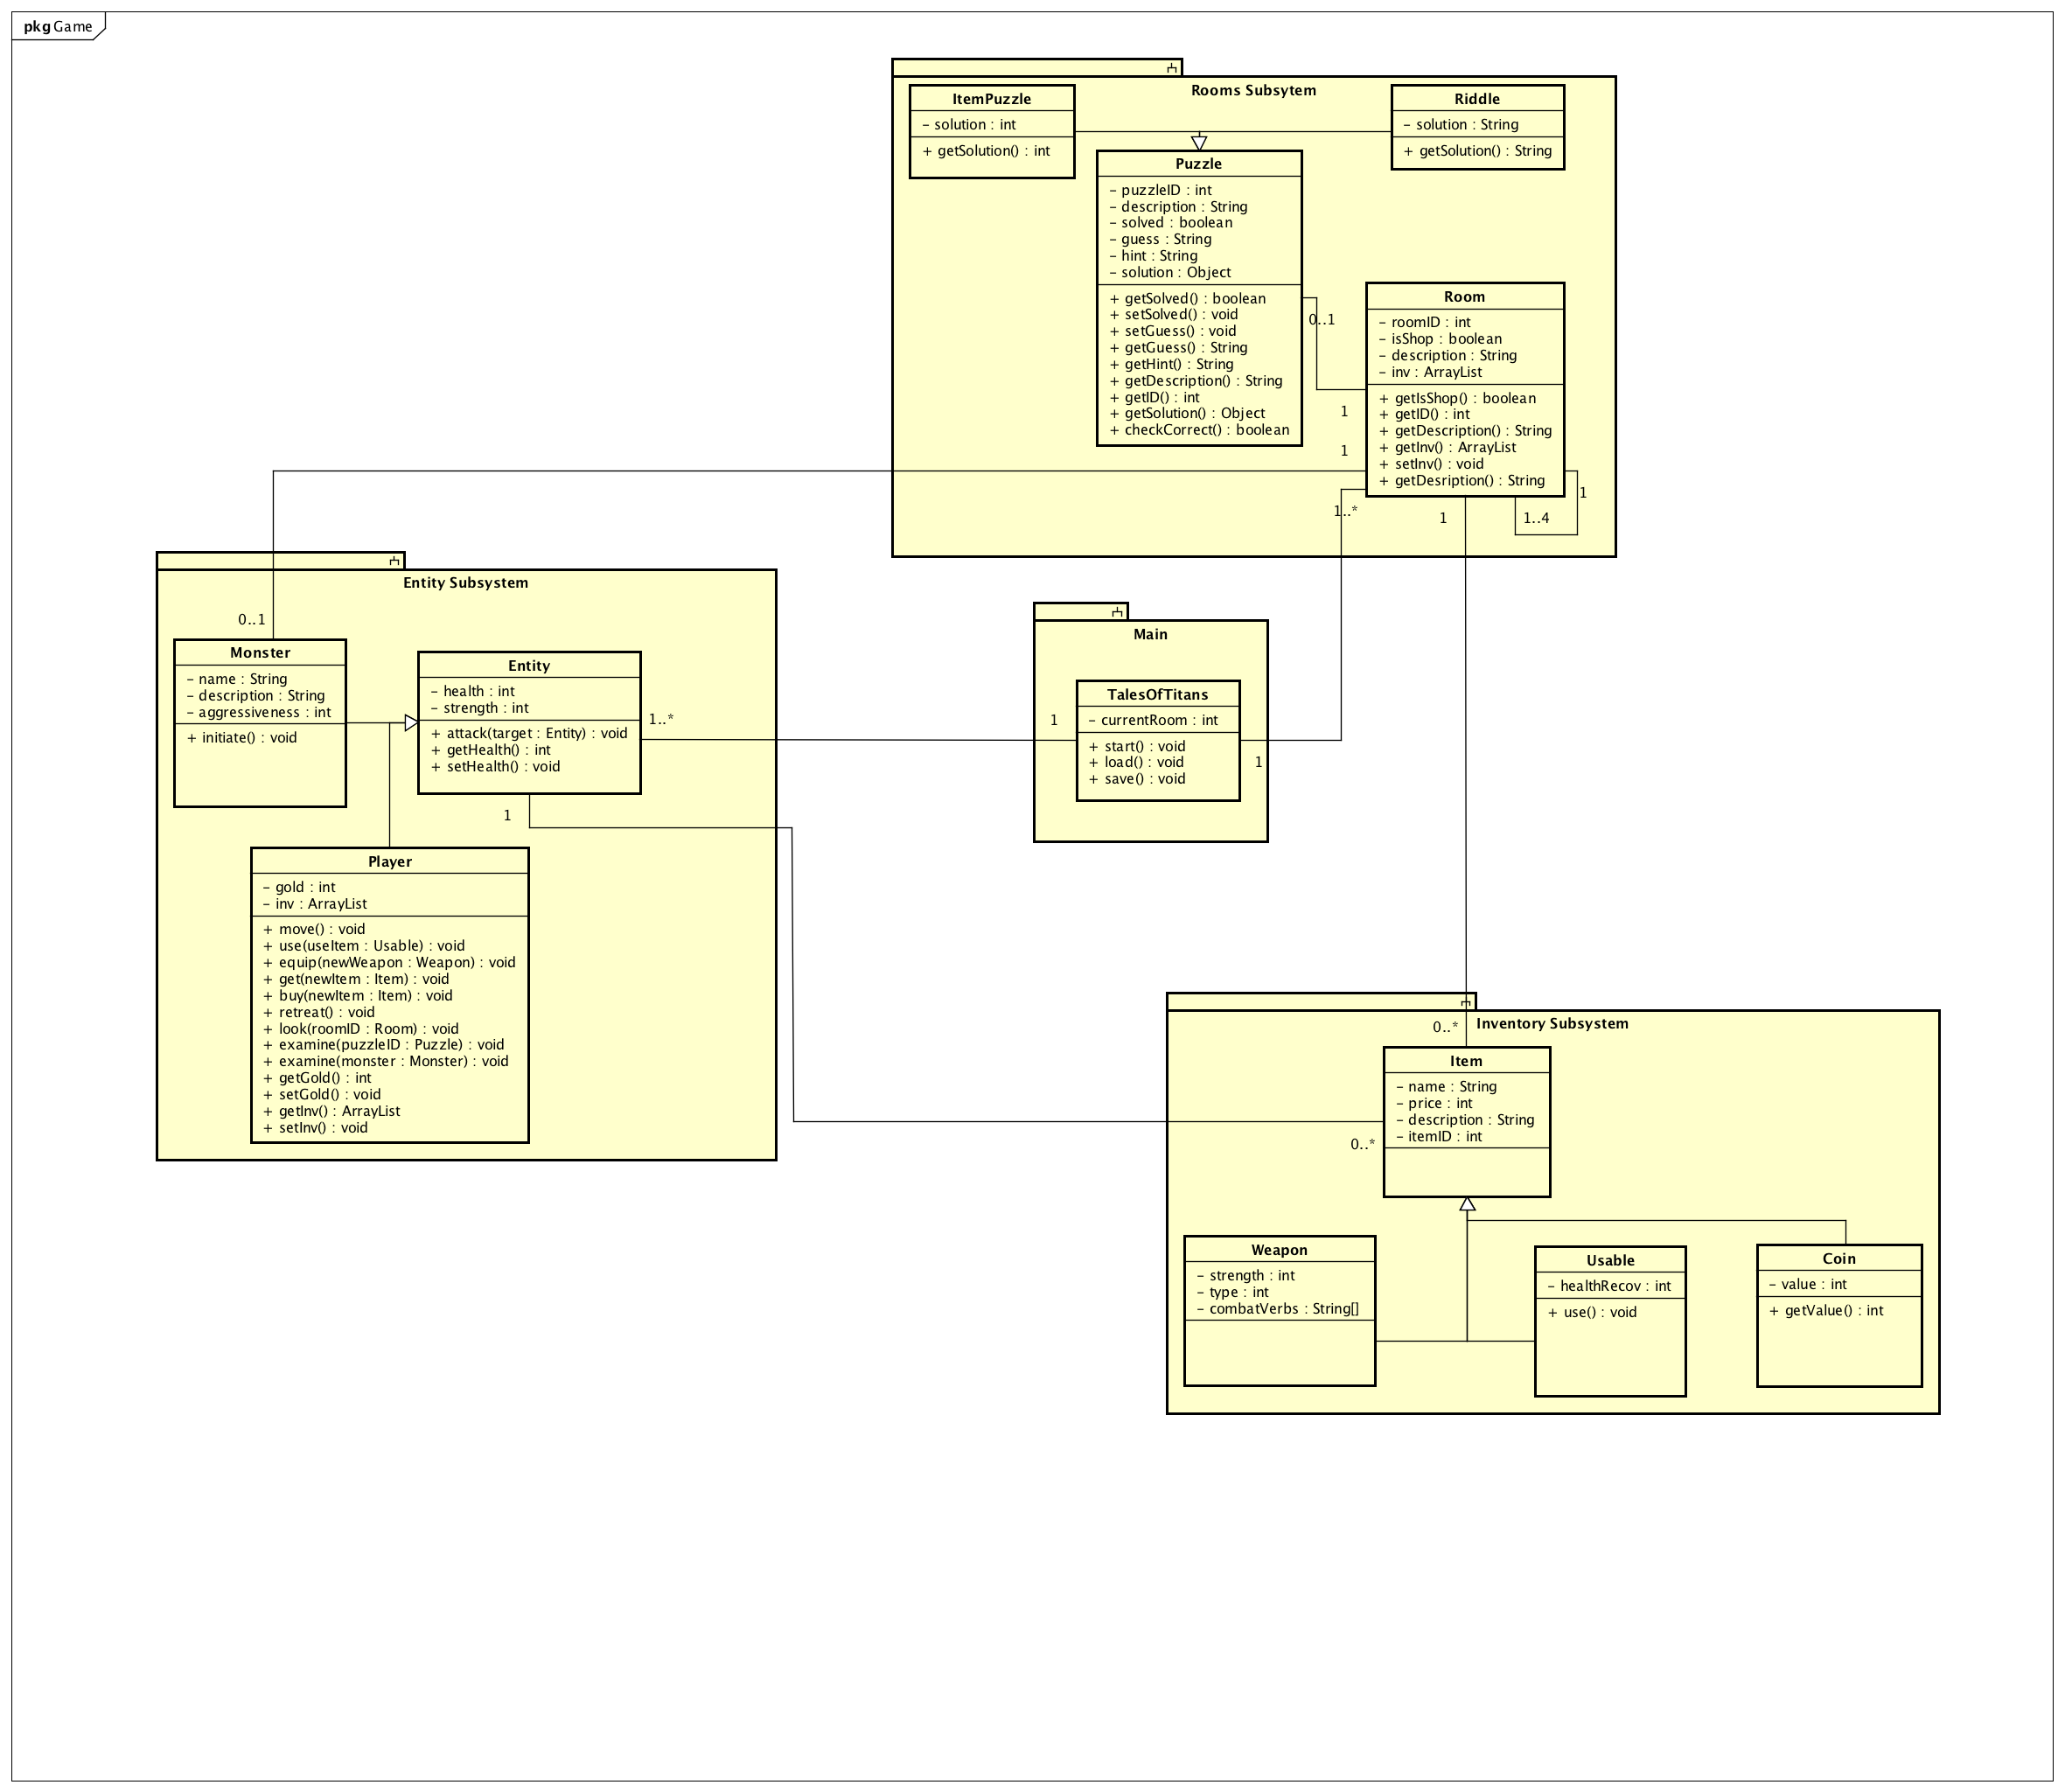 pkg Game
Rooms Subsytem
ItemPuzzle
– solution : int
+ getSolution() : int
Riddle
– solution : String
+ getSolution() : String
Puzzle
– puzzleID : int
– description : String
– solved : boolean
– guess : String
– hint : String
– solution : Object
+ getSolved() : boolean
+ setSolved() : void
+ setGuess() : void
+ getGuess() : String
+ getHint() : String
+ getDescription() : String
+ getID() : int
+ getSolution() : Object
+ checkCorrect() : boolean
0..1
1
Room
– roomID : int
– isShop : boolean
– description : String
– inv : ArrayList
+ getIsShop() : boolean
+ getID() : int
+ getDescription() : String
+ getInv() : ArrayList
+ setInv() : void
+ getDesription() : String
1
1..*
1
1..4
1
Entity Subsystem
0..1
Monster
– name : String
– description : String
– aggressiveness : int
+ initiate() : void
Entity
– health : int
– strength : int
+ attack(target : Entity) : void
+ getHealth() : int
+ setHealth() : void
1..*
1
Player
– gold : int
– inv : ArrayList
+ move() : void
+ use(useItem : Usable) : void
+ equip(newWeapon : Weapon) : void
+ get(newItem : Item) : void
+ buy(newItem : Item) : void
+ retreat() : void
+ look(roomID : Room) : void
+ examine(puzzleID : Puzzle) : void
+ examine(monster : Monster) : void
+ getGold() : int
+ setGold() : void
+ getInv() : ArrayList
+ setInv() : void
Main
TalesOfTitans
– currentRoom : int
+ start() : void
+ load() : void
+ save() : void
1
1
Inventory Subsystem
0..*
Item
– name : String
– price : int
– description : String
– itemID : int
0..*
Weapon
– strength : int
– type : int
– combatVerbs : String[]
Usable
– healthRecov : int
+ use() : void
Coin
– value : int
+ getValue() : int